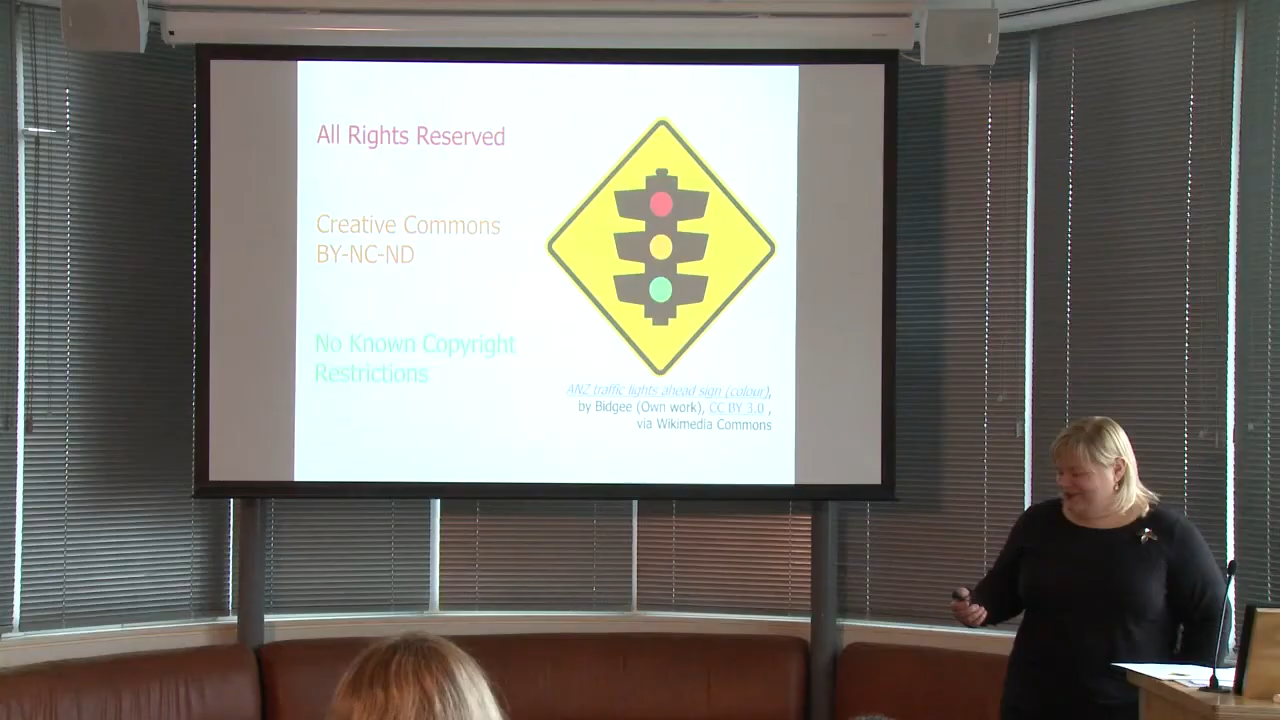 All Rights Reserved
Creative Commons
BY-NC-ND
No Known Copyright
Restrictions
ANZ traffic lights ahead sign (colour),
by Bidgee (Own work), CC BY 3.0 ,
via Wikimedia Commons